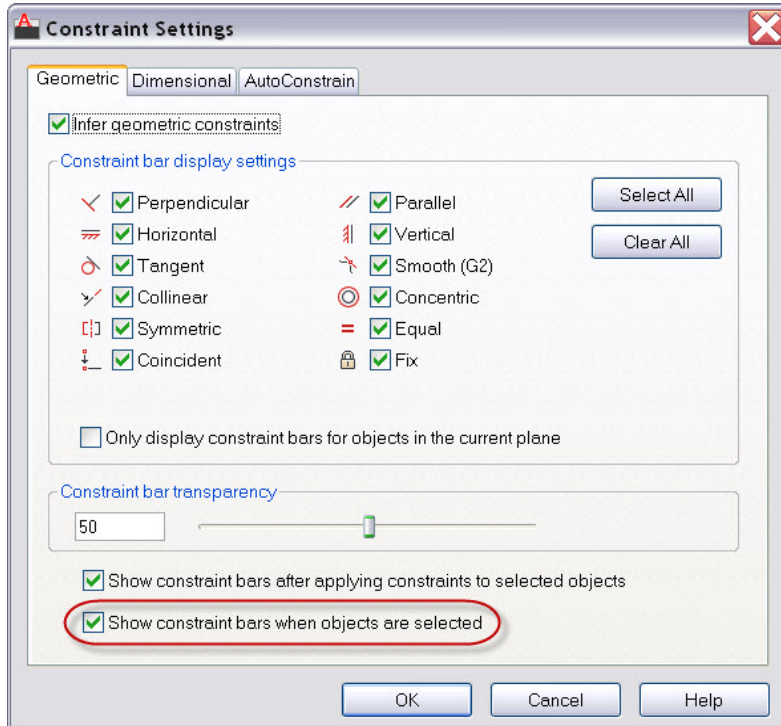 Constraint Settings
Geometric Dimensional AutoConstrain
Infer geometric constraints
Constraint bar display settings
Perpendicular Parallel Select All
Horizontal Vertical Clear All
Tangent Smooth (G2)
Collinear Concentric
Symmetric Equal
Coincident Fix
Only display constraint bars for objects in the current plane
Constraint bar transparency
50
Show constraint bars after applying constraints to selected objects
Show constraint bars when objects are selected
OK Cancel Help